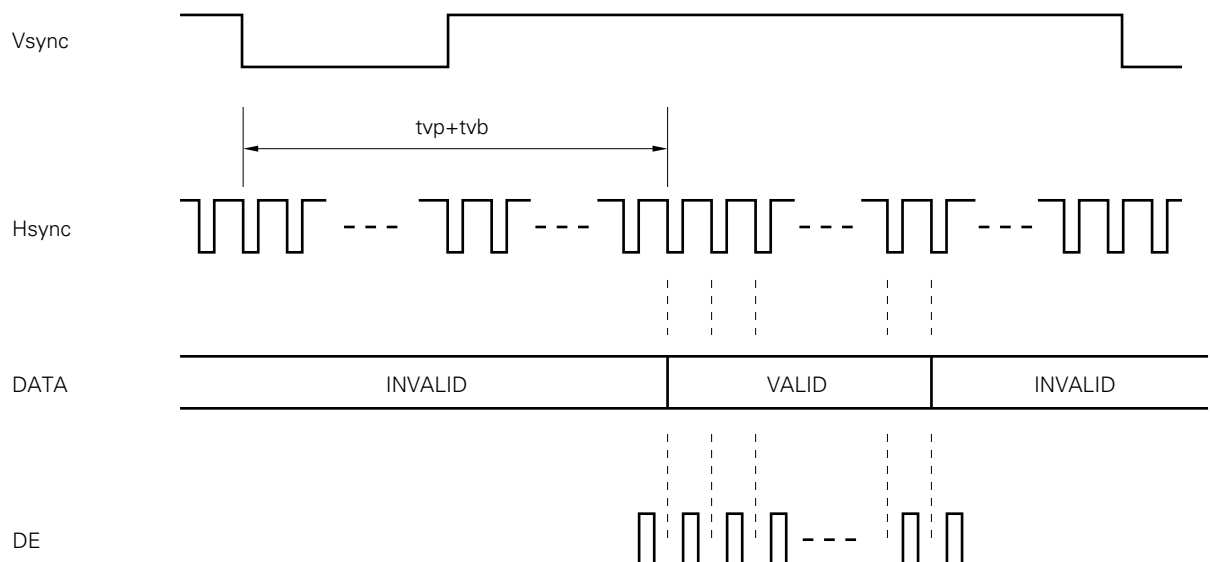 Vsync
tvp+tvb
Hsync
DATA
INVALID
VALID
INVALID
DE